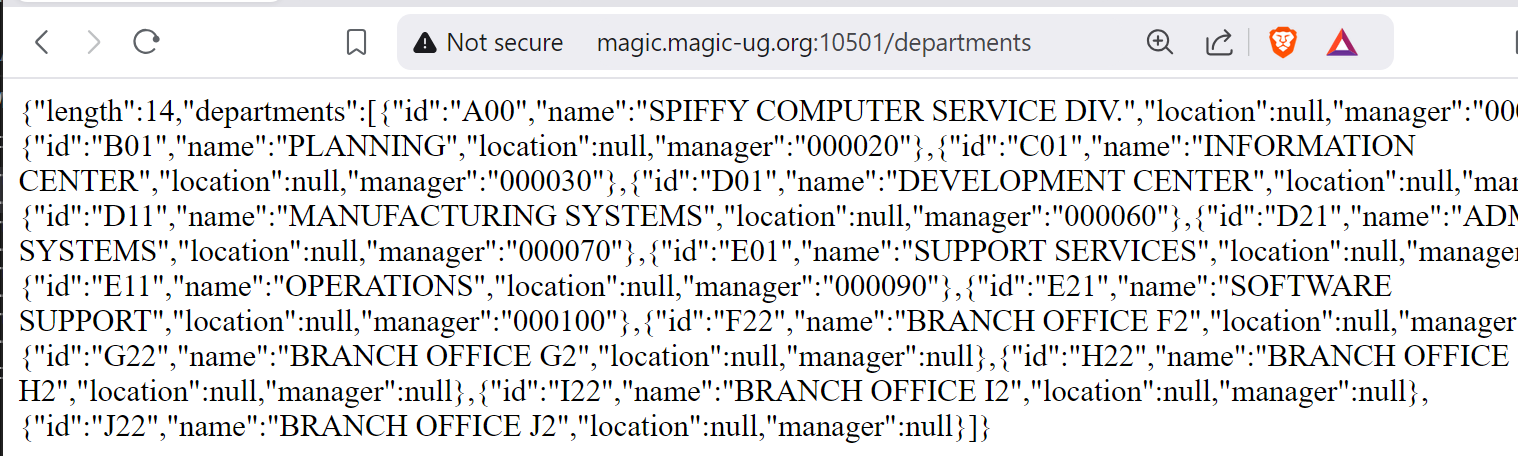 Not secure magic.magic-ug.org:10501/departments
{"length":14,"departments":[{"id":"A00","name":"SPIFFY COMPUTER SERVICE DIV.","location":null,"manager":"000
{"id":"B01","name":"PLANNING","location":null,"manager":"000020"},{"id":"C01","name":"INFORMATION
CENTER","location":null,"manager":"000030"},{"id":"D01","name":"DEVELOPMENT CENTER","location":null,"mar
{"id":"D11","name":"MANUFACTURING SYSTEMS","location":null,"manager":"000060"},{"id":"D21","name":"ADM
SYSTEMS","location":null,"manager":"000070"},{"id":"E01","name":"SUPPORT SERVICES","location":null,"manager
{"id":"E11","name":"OPERATIONS","location":null,"manager":"000090"},{"id":"E21","name":"SOFTWARE
SUPPORT","location":null,"manager":"000100"},{"id":"F22","name":"BRANCH OFFICE F2","location":null,"manager
{"id":"G22","name":"BRANCH OFFICE G2","location":null,"manager":null},{"id":"H22","name":"BRANCH OFFICE
H2","location":null,"manager":null},{"id":"I22","name":"BRANCH OFFICE I2","location":null,"manager":null},
{"id":"J22","name":"BRANCH OFFICE J2","location":null,"manager":null}]}